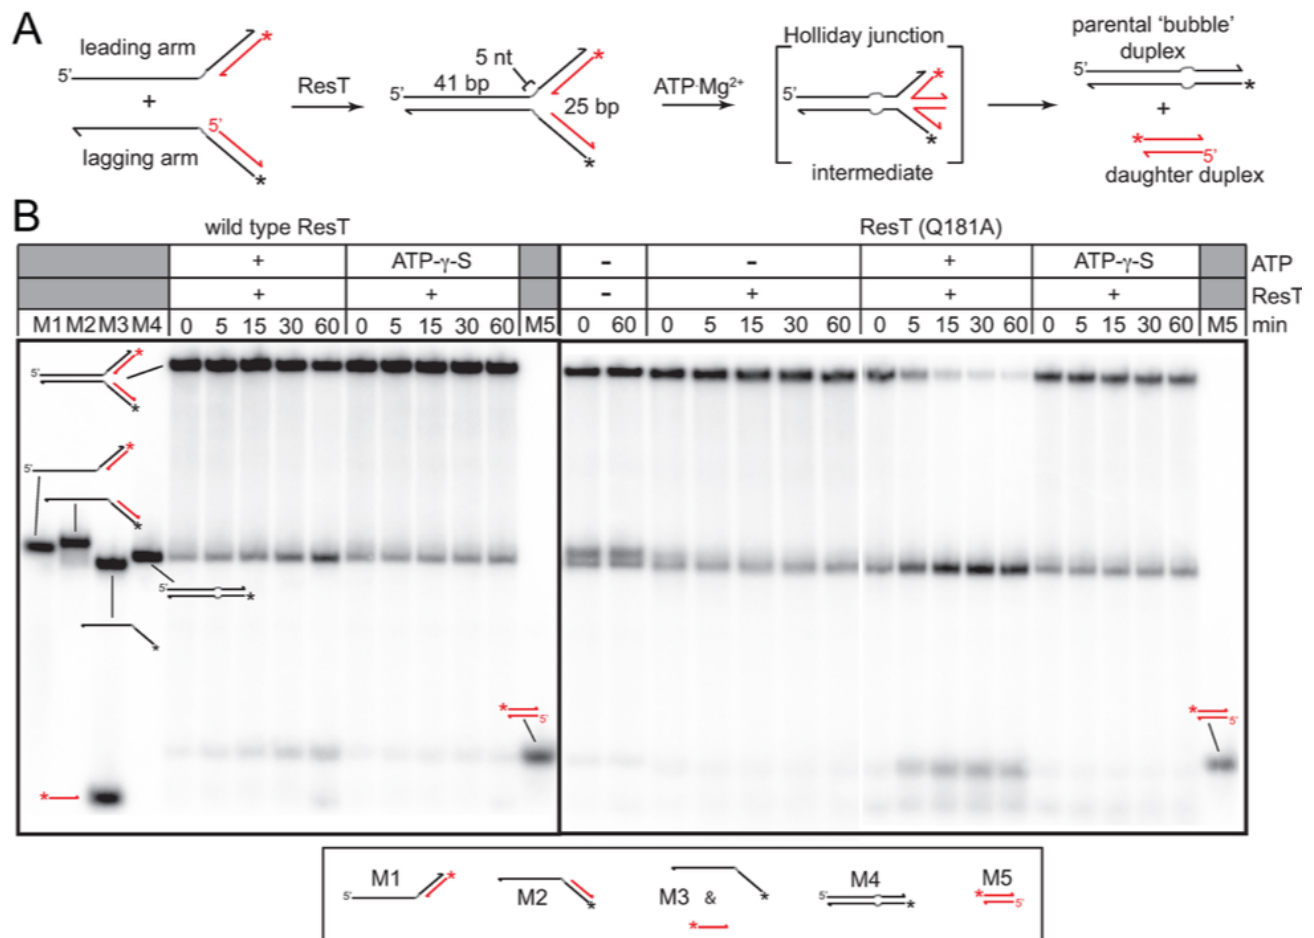 A
leading arm
5'
+
lagging arm
5'
*
*
ResT
5'
41 bp
5 nt
25 bp
*
*
ATP·Mg²⁺
Holliday junction
5'
*
*
intermediate
parental 'bubble'
duplex
5'
*
+
*
5'
daughter duplex
B
wild type ResT
ResT (Q181A)
+ ATP-γ-S - - + ATP-γ-S ATP
+ + - + + + ResT
M1 M2 M3 M4 0 5 15 30 60 0 5 15 30 60 M5 0 60 0 5 15 30 60 0 5 15 30 60 0 5 15 30 60 M5 min
5'
*
*
5'
*
*
5'
*
*
*
5'
*
5'
*
M1
5'
*
M2
*
M3 &
*
*
M4
5'
*
M5
*
5'